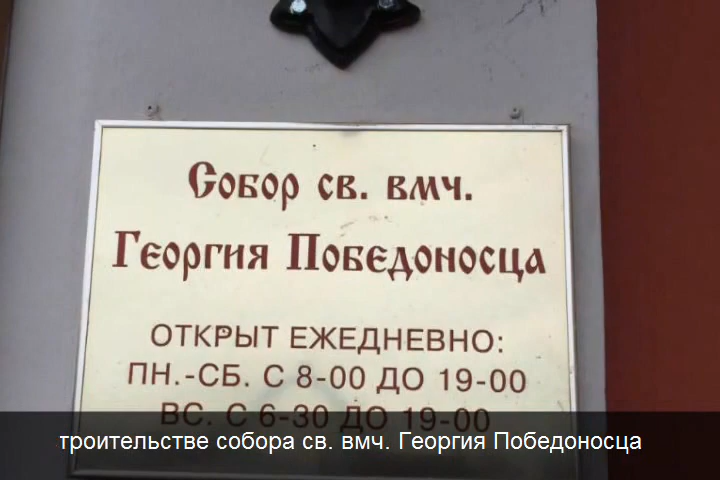 Собор св. вмч.
Георгия Победоносца
ОТКРЫТ ЕЖЕДНЕВНО:
ПН.-СБ. С 8-00 ДО 19-00
ВС. С 6-30 ДО 19-00
троительстве собора св. вмч. Георгия Победоносца